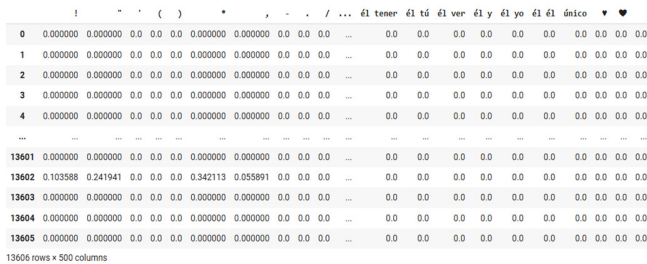 ! " ' ( ) * , - . / ... él tener él tú él ver él y él yo él él único ♥ ❤
0 0.000000 0.000000 0.0 0.0 0.0 0.000000 0.000000 0.0 0.0 0.0 ... 0.0 0.0 0.0 0.0 0.0 0.0 0.0 0.0 0.0 0.0
1 0.000000 0.000000 0.0 0.0 0.0 0.000000 0.000000 0.0 0.0 0.0 ... 0.0 0.0 0.0 0.0 0.0 0.0 0.0 0.0 0.0 0.0
2 0.000000 0.000000 0.0 0.0 0.0 0.000000 0.000000 0.0 0.0 0.0 ... 0.0 0.0 0.0 0.0 0.0 0.0 0.0 0.0 0.0 0.0
3 0.000000 0.000000 0.0 0.0 0.0 0.000000 0.000000 0.0 0.0 0.0 ... 0.0 0.0 0.0 0.0 0.0 0.0 0.0 0.0 0.0 0.0
4 0.000000 0.000000 0.0 0.0 0.0 0.000000 0.000000 0.0 0.0 0.0 ... 0.0 0.0 0.0 0.0 0.0 0.0 0.0 0.0 0.0 0.0
... ... ... ... ... ... ... ... ... ... ... ... ... ... ... ... ... ... ... ... ... ...
13601 0.000000 0.000000 0.0 0.0 0.0 0.000000 0.000000 0.0 0.0 0.0 ... 0.0 0.0 0.0 0.0 0.0 0.0 0.0 0.0 0.0 0.0
13602 0.103588 0.241941 0.0 0.0 0.0 0.342113 0.055891 0.0 0.0 0.0 ... 0.0 0.0 0.0 0.0 0.0 0.0 0.0 0.0 0.0 0.0
13603 0.000000 0.000000 0.0 0.0 0.0 0.000000 0.000000 0.0 0.0 0.0 ... 0.0 0.0 0.0 0.0 0.0 0.0 0.0 0.0 0.0 0.0
13604 0.000000 0.000000 0.0 0.0 0.0 0.000000 0.000000 0.0 0.0 0.0 ... 0.0 0.0 0.0 0.0 0.0 0.0 0.0 0.0 0.0 0.0
13605 0.000000 0.000000 0.0 0.0 0.0 0.000000 0.000000 0.0 0.0 0.0 ... 0.0 0.0 0.0 0.0 0.0 0.0 0.0 0.0 0.0 0.0
13606 rows × 500 columns